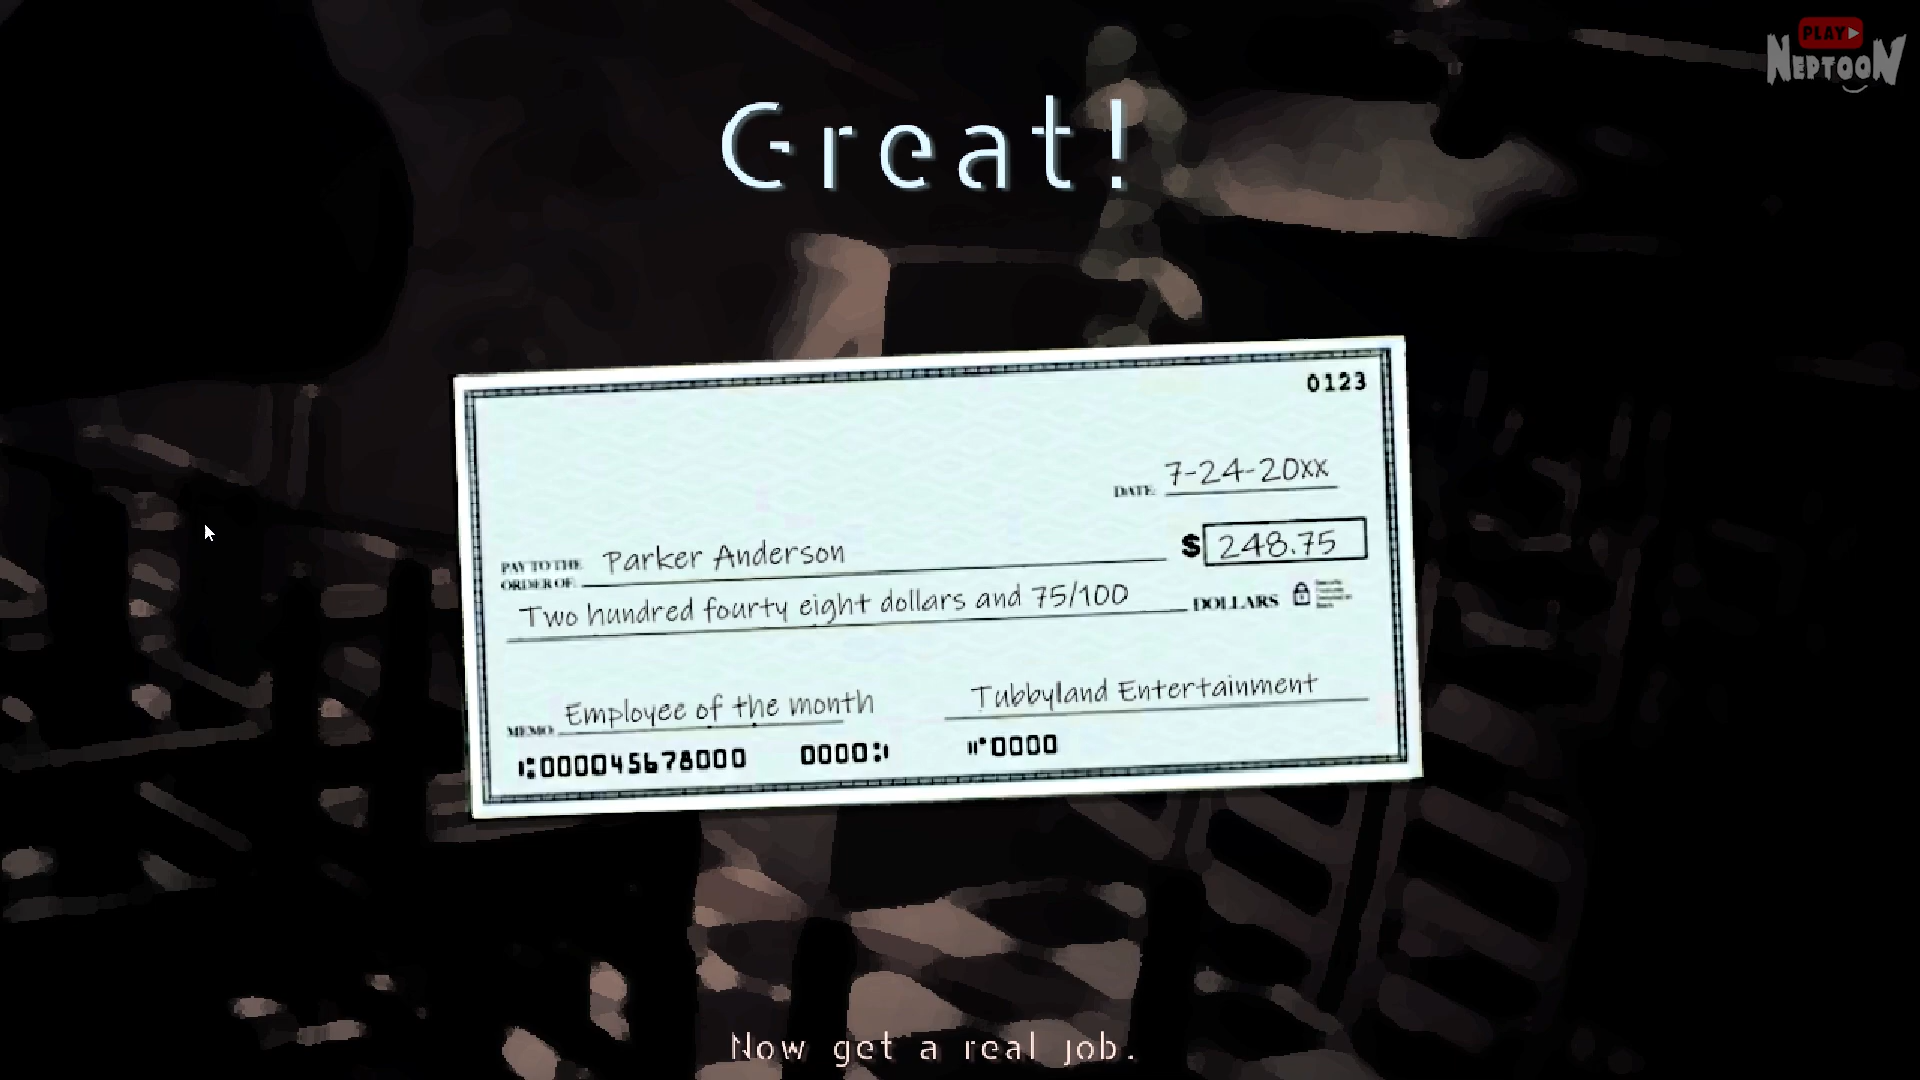 PLAY
NEPTOON
Great!
0123
DATE 7-24-20xx
PAY TO THE
ORDER OF: Parker Anderson
$ 248.75
Two hundred fourty eight dollars and 75/100 DOLLARS
MEMO: Employee of the month
Tubbyland Entertainment
⑆000045678000 0000⑆ ⑈0000
Now get a real job.